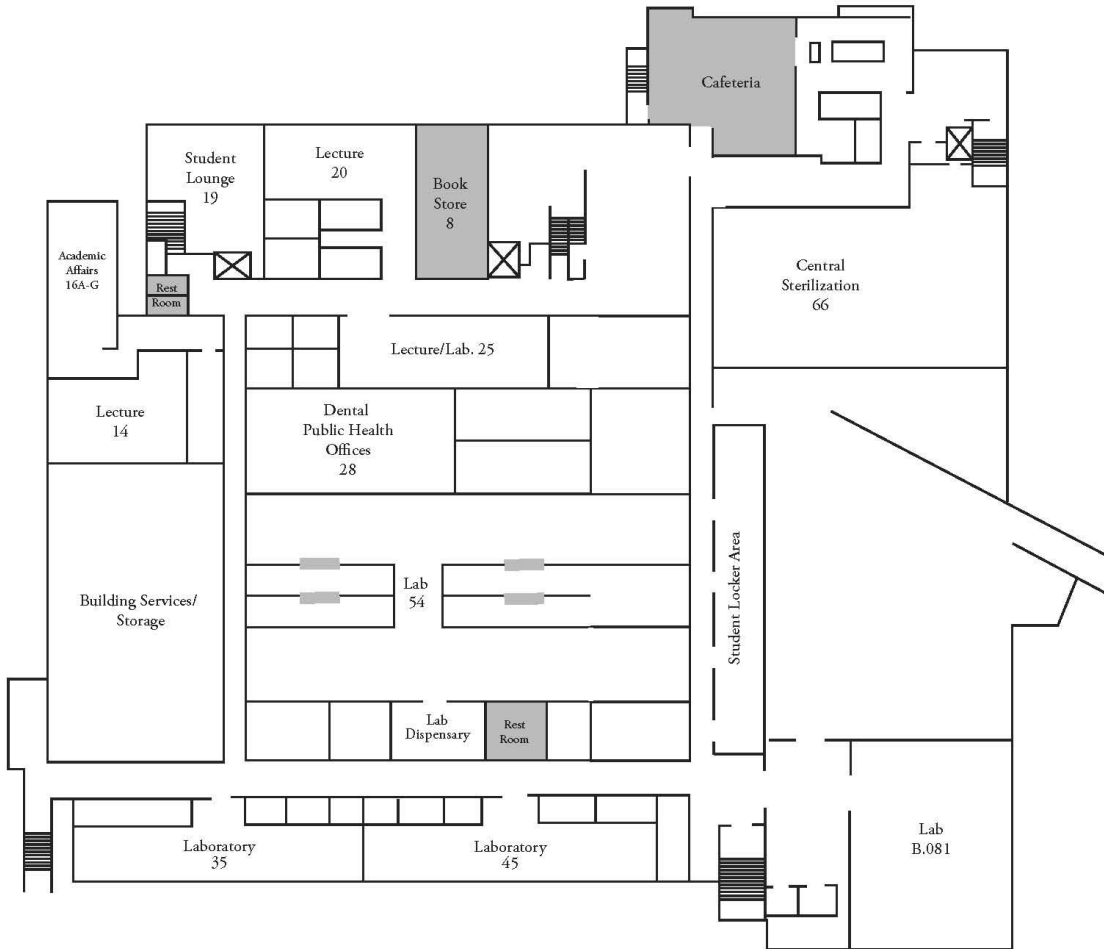 Cafeteria
Student
Lounge
19
Lecture
20
Book
Store
8
Academic
Affairs
16A-G
Rest
Room
Central
Sterilization
66
Lecture/Lab. 25
Lecture
14
Dental
Public Health
Offices
28
Student Locker Area
Lab
54
Building Services/
Storage
Lab
Dispensary
Rest
Room
Laboratory
35
Laboratory
45
Lab
B.081